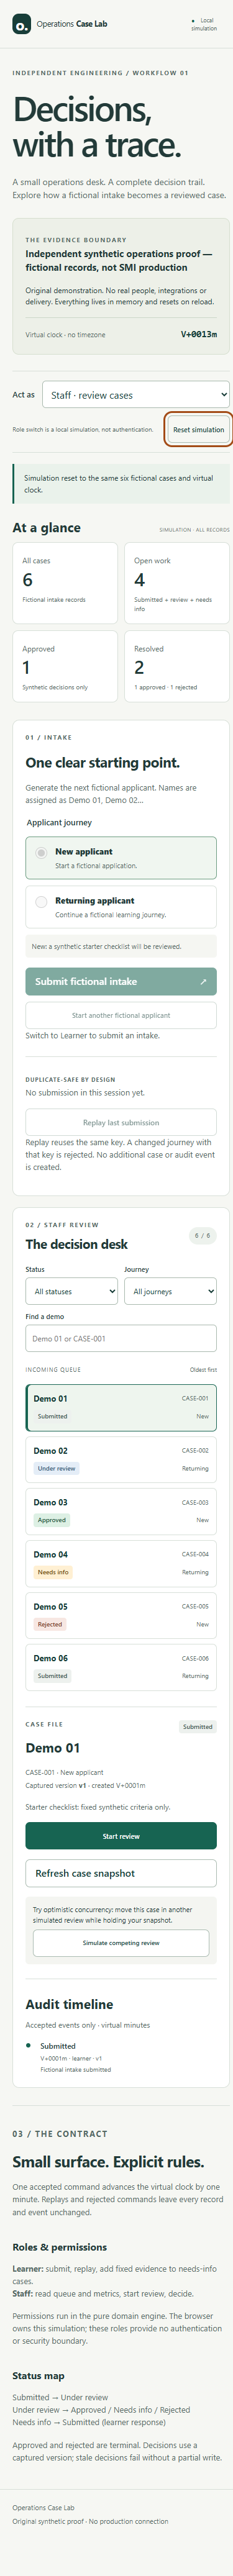 Operations Case Lab
● Local
simulation
INDEPENDENT ENGINEERING / WORKFLOW 01
Decisions,
with a trace.
A small operations desk. A complete decision trail.
Explore how a fictional intake becomes a reviewed case.
THE EVIDENCE BOUNDARY
Independent synthetic operations proof —
fictional records, not SMI production
Original demonstration. No real people, integrations or
delivery. Everything lives in memory and resets on reload.
Virtual clock · no timezone
V+0013m
Act as
Staff · review cases
Role switch is a local simulation; not authentication.
Reset simulation
Simulation reset to the same six fictional cases and virtual
clock.
At a glance
SIMULATION · ALL RECORDS
All cases
6
Fictional intake records
Open work
4
Submitted + review + needs
info
Approved
1
Synthetic decisions only
Resolved
2
1 approved · 1 rejected
01 / INTAKE
One clear starting point.
Generate the next fictional applicant. Names are
assigned as Demo 01, Demo 02...
Applicant journey
New applicant
Start a fictional application.
Returning applicant
Continue a fictional learning journey.
New: a synthetic starter checklist will be reviewed.
Submit fictional intake ↗
Start another fictional applicant
Switch to Learner to submit an intake.
DUPLICATE-SAFE BY DESIGN
No submission in this session yet.
Replay last submission
Replay reuses the same key. A changed journey with
that key is rejected. No additional case or audit event
is created.
02 / STAFF REVIEW
The decision desk
6 / 6
Status
Journey
All statuses
All journeys
Find a demo
Demo 01 or CASE-001
INCOMING QUEUE
Oldest first
Demo 01
CASE-001
Submitted
New
Demo 02
CASE-002
Under review
Returning
Demo 03
CASE-003
Approved
New
Demo 04
CASE-004
Needs info
Returning
Demo 05
CASE-005
Rejected
New
Demo 06
CASE-006
Submitted
Returning
CASE FILE
Submitted
Demo 01
CASE-001 · New applicant
Captured version v1 · created V+0001m
Starter checklist: fixed synthetic criteria only.
Start review
Refresh case snapshot
Try optimistic concurrency: move this case in another
simulated review while holding your snapshot.
Simulate competing review
Audit timeline
Accepted events only · virtual minutes
Submitted
V+0001m · learner · v1
Fictional intake submitted
03 / THE CONTRACT
Small surface. Explicit rules.
One accepted command advances the virtual clock by one
minute. Replays and rejected commands leave every record
and event unchanged.
Roles & permissions
Learner: submit, replay, add fixed evidence to needs-info
cases.
Staff: read queue and metrics, start review, decide.
Permissions run in the pure domain engine. The browser
owns this simulation; these roles provide no authentication
or security boundary.
Status map
Submitted → Under review
Under review → Approved / Needs info / Rejected
Needs info → Submitted (learner response)
Approved and rejected are terminal. Decisions use a
captured version; stale decisions fail without a partial write.
Operations Case Lab
Original synthetic proof · No production connection